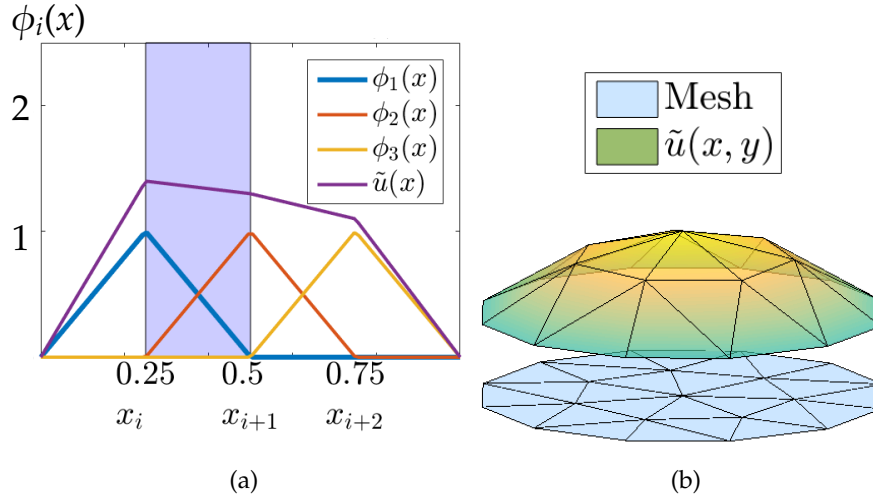 ϕᵢ(x)
2
1
ϕ₁(x)
ϕ₂(x)
ϕ₃(x)
ũ(x)
0.25 0.5 0.75
xᵢ xᵢ₊₁ xᵢ₊₂
(a)
Mesh
ũ(x, y)
(b)